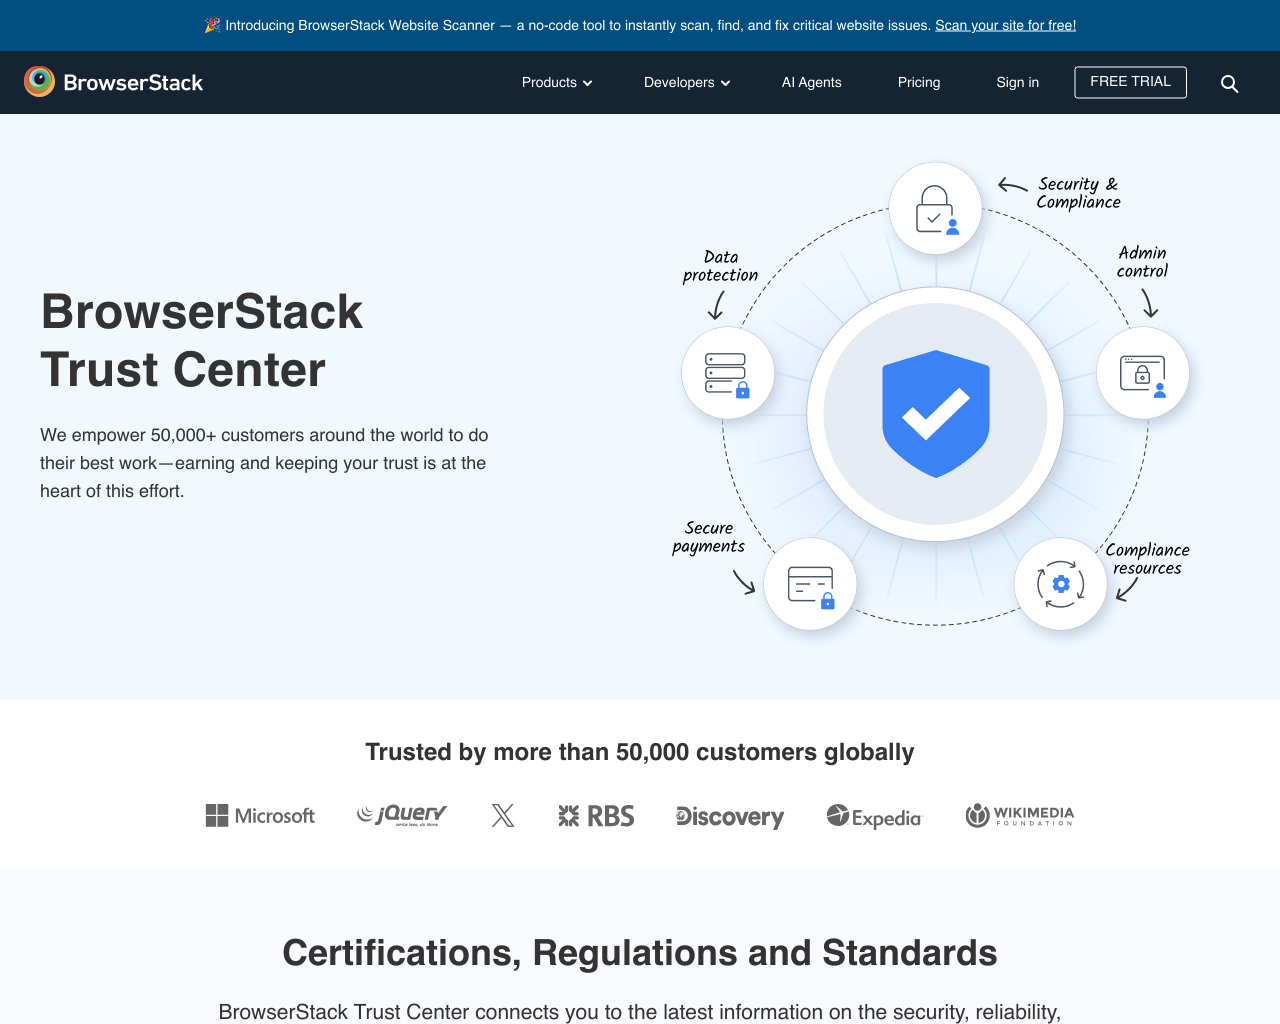 🎉 Introducing BrowserStack Website Scanner — a no-code tool to instantly scan, find, and fix critical website issues. Scan your site for free!
BrowserStack Products Developers AI Agents Pricing Sign in FREE TRIAL
Security &
Compliance
Data
protection
Admin
control
BrowserStack
Trust Center
We empower 50,000+ customers around the world to do
their best work—earning and keeping your trust is at the
heart of this effort.
Secure
payments
Compliance
resources
Trusted by more than 50,000 customers globally
Microsoft jQuery X RBS Discovery Expedia WIKIMEDIA
write less, do more. FOUNDATION
Certifications, Regulations and Standards
BrowserStack Trust Center connects you to the latest information on the security, reliability,